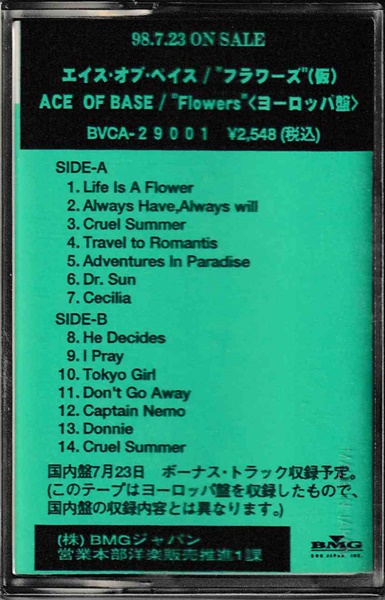 98.7.23 ON SALE
エイス・オブ・ベイス/"フラワーズ"(仮)
ACE OF BASE / "Flowers"〈ヨーロッパ盤〉
BVCA-29001 ¥2,548(税込)
SIDE-A
1. Life Is A Flower
2. Always Have,Always will
3. Cruel Summer
4. Travel to Romantis
5. Adventures In Paradise
6. Dr. Sun
7. Cecilia
SIDE-B
8. He Decides
9. I Pray
10. Tokyo Girl
11. Don't Go Away
12. Captain Nemo
13. Donnie
14. Cruel Summer
国内盤7月23日 ボーナス・トラック収録予定。
(このテープはヨーロッパ盤を収録したもので、
国内盤の収録内容とは異なります。)
(株)BMGジャパン
営業本部洋楽販売推進1課
BMG
BMG JAPAN, INC.